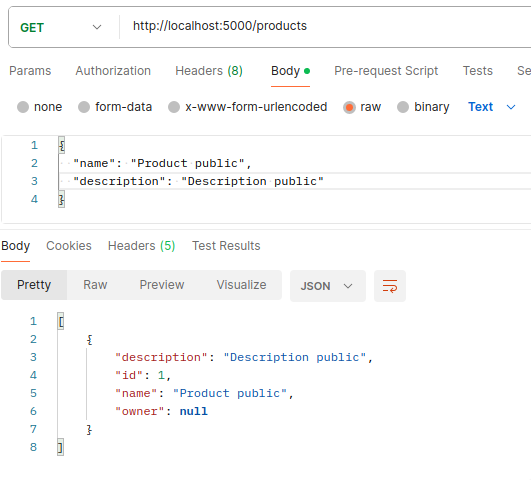 GET http://localhost:5000/products
Params Authorization Headers (8) Body Pre-request Script Tests Se
none form-data x-www-form-urlencoded raw binary Text
1 {
2 "name": "Product public",
3 "description": "Description public"
4 }
Body Cookies Headers (5) Test Results
Pretty Raw Preview Visualize JSON
1 [
2 {
3 "description": "Description public",
4 "id": 1,
5 "name": "Product public",
6 "owner": null
7 }
8 ]